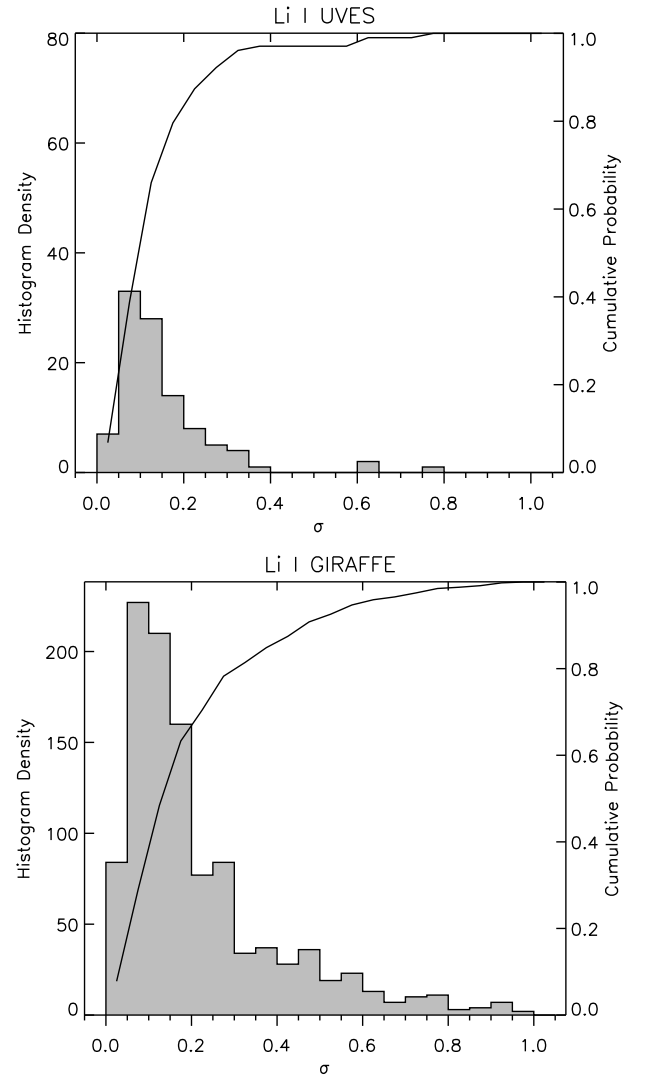 Li I UVES
80
60
40
20
0
1.0
0.8
0.6
0.4
0.2
0.0
Histogram Density
Cumulative Probability
0.0 0.2 0.4 0.6 0.8 1.0
σ
Li I GIRAFFE
200
150
100
50
0
1.0
0.8
0.6
0.4
0.2
0.0
Histogram Density
Cumulative Probability
0.0 0.2 0.4 0.6 0.8 1.0
σ